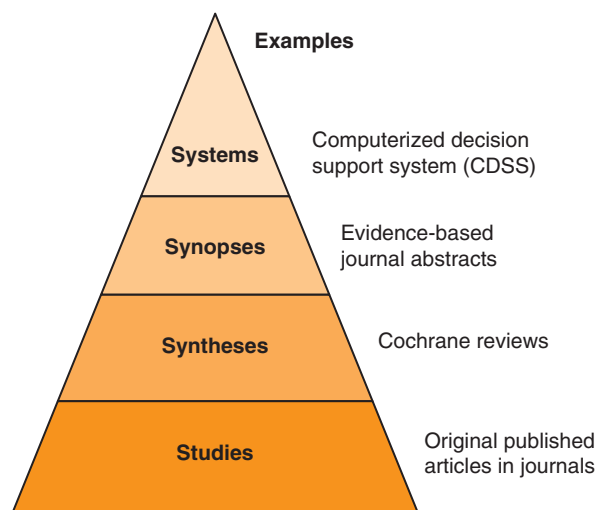 Examples
Systems
Computerized decision
support system (CDSS)
Synopses
Evidence-based
journal abstracts
Syntheses
Cochrane reviews
Studies
Original published
articles in journals